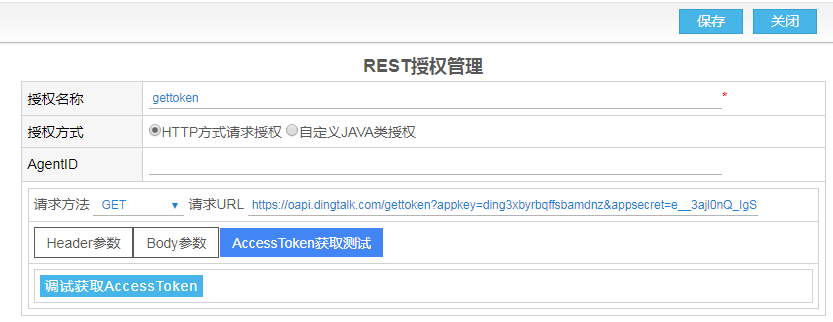 保存 关闭
REST授权管理
授权名称 gettoken *
授权方式 HTTP方式请求授权 自定义JAVA类授权
AgentID
请求方法 GET 请求URL https://oapi.dingtalk.com/gettoken?appkey=ding3xbyrbqffsbamdnz&appsecret=e__3ajl0nQ_IgS
Header参数 Body参数 AccessToken获取测试
调试获取AccessToken